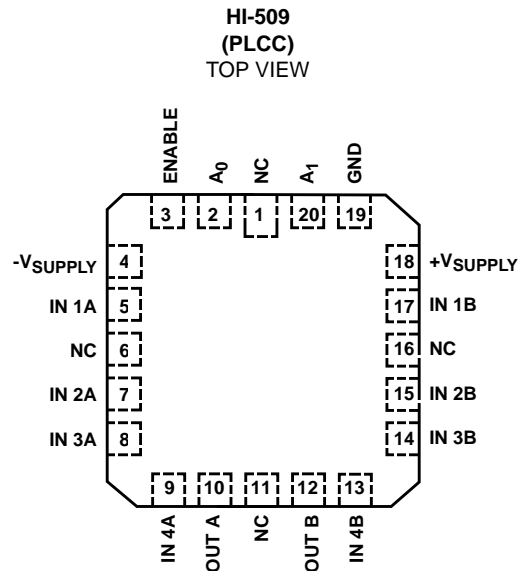 HI-509
(PLCC)
TOP VIEW
ENABLE
A0
NC
A1
GND
3
2
1
20
19
-VSUPPLY 4
18 +VSUPPLY
IN 1A 5
17 IN 1B
NC 6
16 NC
IN 2A 7
15 IN 2B
IN 3A 8
14 IN 3B
9
10
11
12
13
IN 4A
OUT A
NC
OUT B
IN 4B